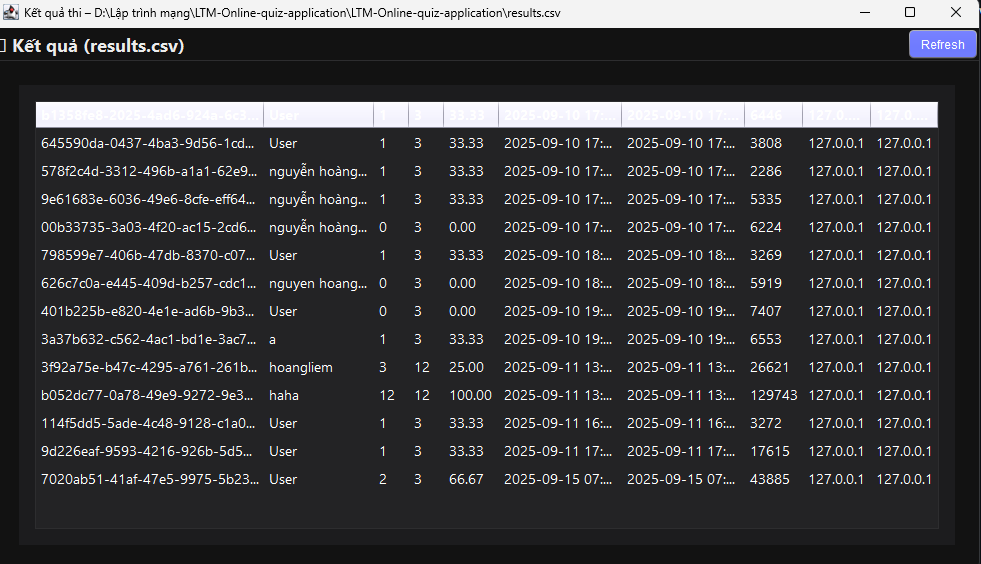 Kết quả thi – D:\Lập trình mạng\LTM-Online-quiz-application\LTM-Online-quiz-application\results.csv
Kết quả (results.csv)
Refresh
b1358fe8-2025-4ad6-924a-6c3... User 1 3 33.33 2025-09-10 17:... 2025-09-10 17:... 6446 127.0.... 127.0....
645590da-0437-4ba3-9d56-1cd... User 1 3 33.33 2025-09-10 17:... 2025-09-10 17:... 3808 127.0.0.1 127.0.0.1
578f2c4d-3312-496b-a1a1-62e9... nguyễn hoàng... 1 3 33.33 2025-09-10 17:... 2025-09-10 17:... 2286 127.0.0.1 127.0.0.1
9e61683e-6036-49e6-8cfe-eff64... nguyễn hoàng... 1 3 33.33 2025-09-10 17:... 2025-09-10 17:... 5335 127.0.0.1 127.0.0.1
00b33735-3a03-4f20-ac15-2cd6... nguyễn hoàng... 0 3 0.00 2025-09-10 17:... 2025-09-10 17:... 6224 127.0.0.1 127.0.0.1
798599e7-406b-47db-8370-c07... User 1 3 33.33 2025-09-10 18:... 2025-09-10 18:... 3269 127.0.0.1 127.0.0.1
626c7c0a-e445-409d-b257-cdc1... nguyen hoang... 0 3 0.00 2025-09-10 18:... 2025-09-10 18:... 5919 127.0.0.1 127.0.0.1
401b225b-e820-4e1e-ad6b-9b3... User 0 3 0.00 2025-09-10 19:... 2025-09-10 19:... 7407 127.0.0.1 127.0.0.1
3a37b632-c562-4ac1-bd1e-3ac7... a 1 3 33.33 2025-09-10 19:... 2025-09-10 19:... 6553 127.0.0.1 127.0.0.1
3f92a75e-b47c-4295-a761-261b... hoangliem 3 12 25.00 2025-09-11 13:... 2025-09-11 13:... 26621 127.0.0.1 127.0.0.1
b052dc77-0a78-49e9-9272-9e3... haha 12 12 100.00 2025-09-11 13:... 2025-09-11 13:... 129743 127.0.0.1 127.0.0.1
114f5dd5-5ade-4c48-9128-c1a0... User 1 3 33.33 2025-09-11 16:... 2025-09-11 16:... 3272 127.0.0.1 127.0.0.1
9d226eaf-9593-4216-926b-5d5... User 1 3 33.33 2025-09-11 17:... 2025-09-11 17:... 17615 127.0.0.1 127.0.0.1
7020ab51-41af-47e5-9975-5b23... User 2 3 66.67 2025-09-15 07:... 2025-09-15 07:... 43885 127.0.0.1 127.0.0.1